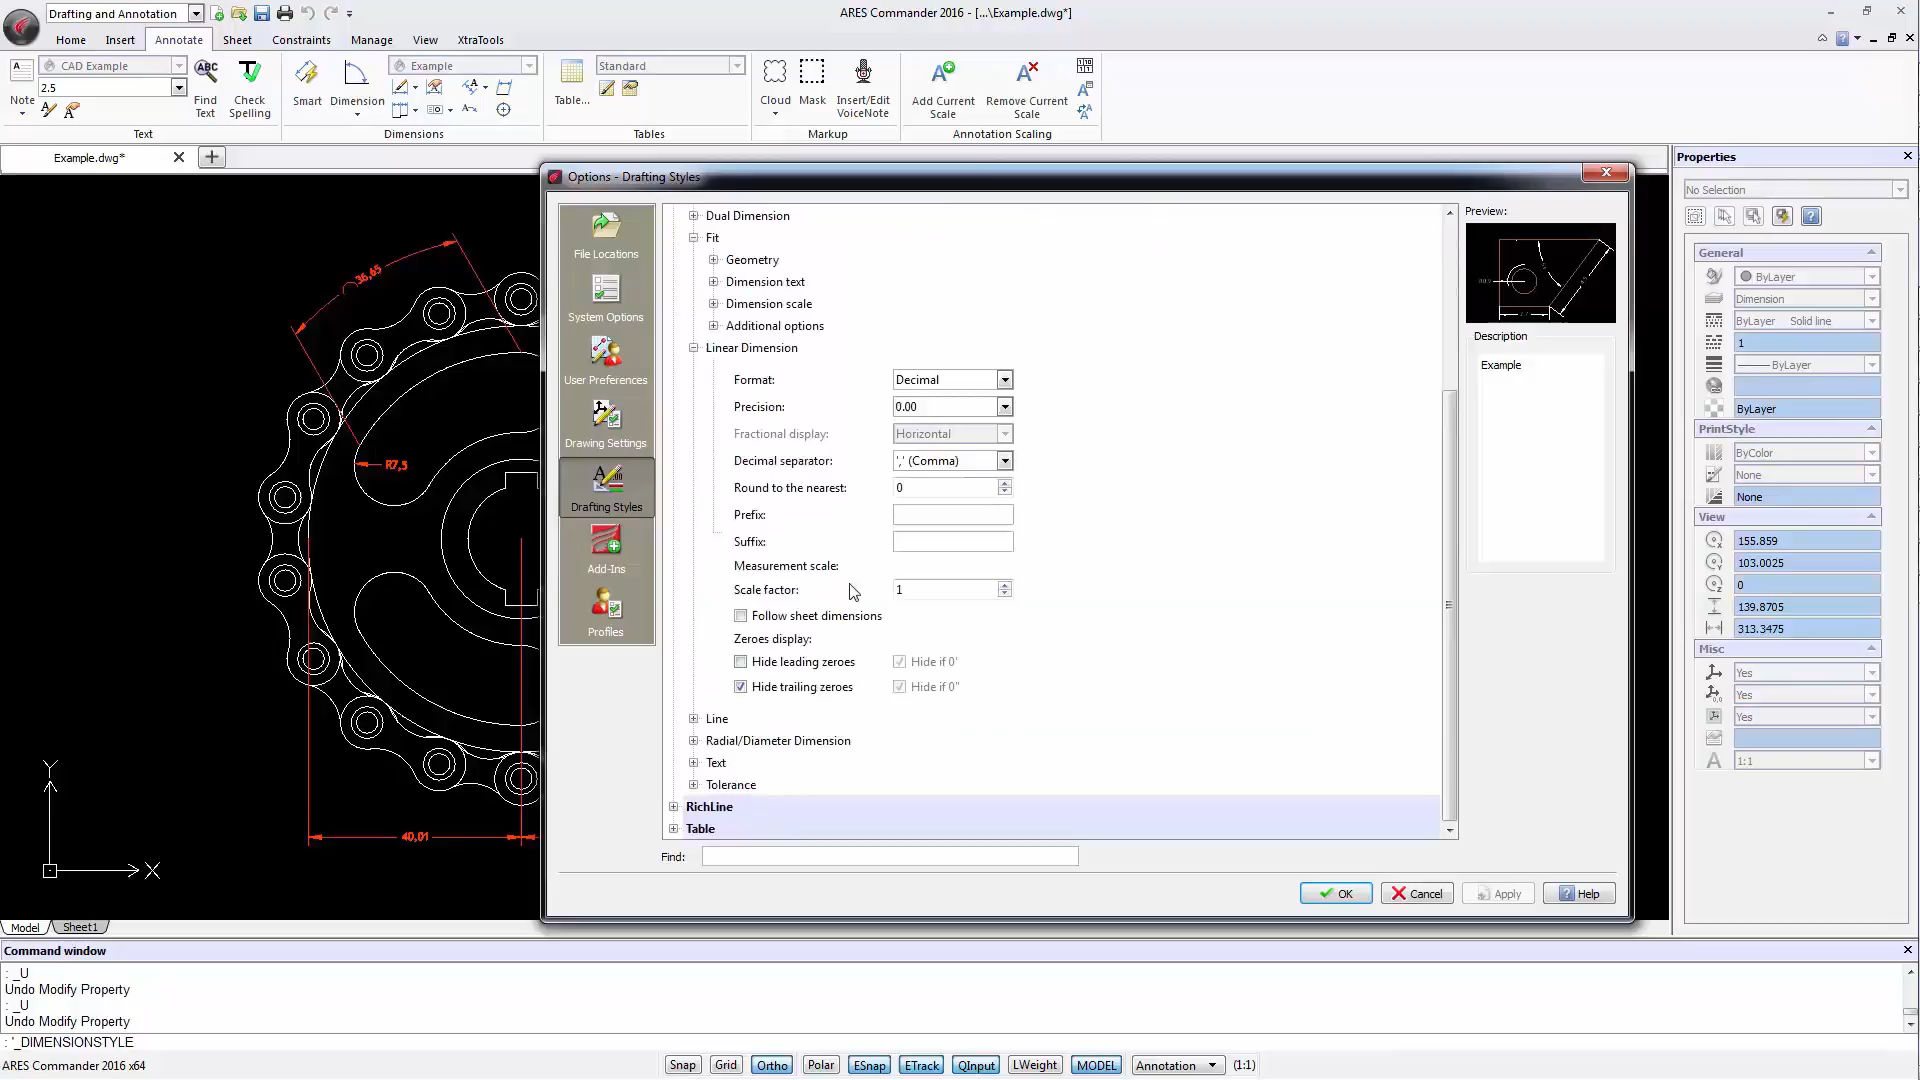 Drafting and Annotation
ARES Commander 2016 - [...\Example.dwg*]
Home
Insert
Annotate
Sheet
Constraints
Manage
View
XtraTools
CAD Example
2.5
Note
ABC
Find
Text
Check
Spelling
Text
Smart
Dimension
Example
Dimensions
Table...
Standard
Tables
Cloud
Mask
Insert/Edit
VoiceNote
Markup
Add Current
Scale
Remove Current
Scale
Annotation Scaling
Example.dwg*
Options - Drafting Styles
File Locations
System Options
User Preferences
Drawing Settings
Drafting Styles
Add-Ins
Profiles
Dual Dimension
Fit
Geometry
Dimension text
Dimension scale
Additional options
Linear Dimension
Format: Decimal
Precision: 0.00
Fractional display: Horizontal
Decimal separator: ',' (Comma)
Round to the nearest: 0
Prefix:
Suffix:
Measurement scale:
Scale factor: 1
Follow sheet dimensions
Zeroes display:
Hide leading zeroes Hide if 0'
Hide trailing zeroes Hide if 0"
Line
Radial/Diameter Dimension
Text
Tolerance
RichLine
Table
Find:
OK
Cancel
Apply
Help
Preview:
Description
Example
Properties
No Selection
General
ByLayer
Dimension
ByLayer Solid line
1
ByLayer
ByLayer
PrintStyle
ByColor
None
None
View
155.859
103.0025
0
139.8705
313.3475
Misc
Yes
Yes
Yes
1:1
36,65
R7,5
40,01
Y
X
Model
Sheet1
Command window
: _U
Undo Modify Property
: _U
Undo Modify Property
: '_DIMENSIONSTYLE
ARES Commander 2016 x64
Snap
Grid
Ortho
Polar
ESnap
ETrack
QInput
LWeight
MODEL
Annotation
(1:1)